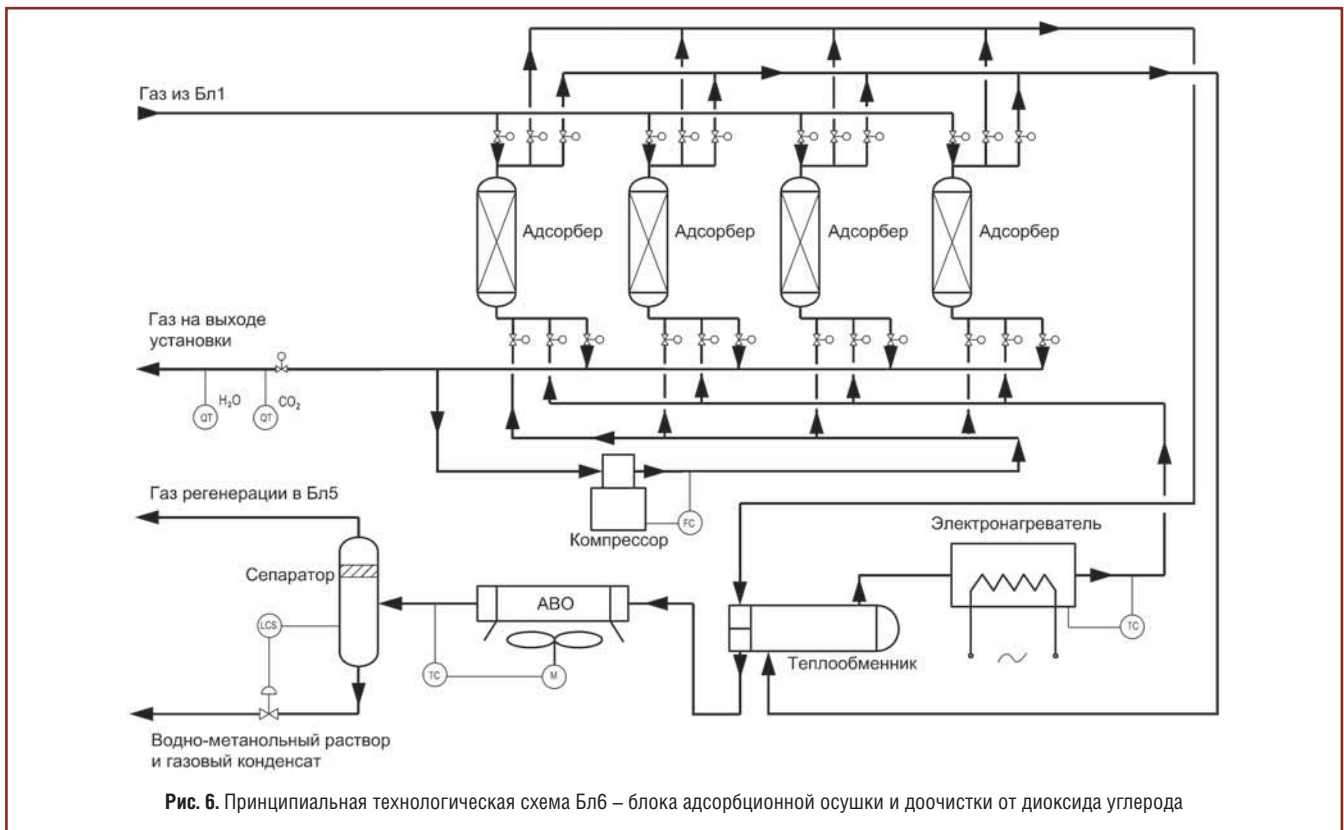 Газ из Бл1
Адсорбер
Адсорбер
Адсорбер
Адсорбер
Газ на выходе
установки
H₂O
CO₂
QT
QT
Газ регенерации в Бл5
FC
Электронагреватель
Компрессор
Сепаратор
АВО
LCS
TC
Теплообменник
TC
M
Водно-метанольный раствор
и газовый конденсат
Рис. 6. Принципиальная технологическая схема Бл6 – блока адсорбционной осушки и доочистки от диоксида углерода